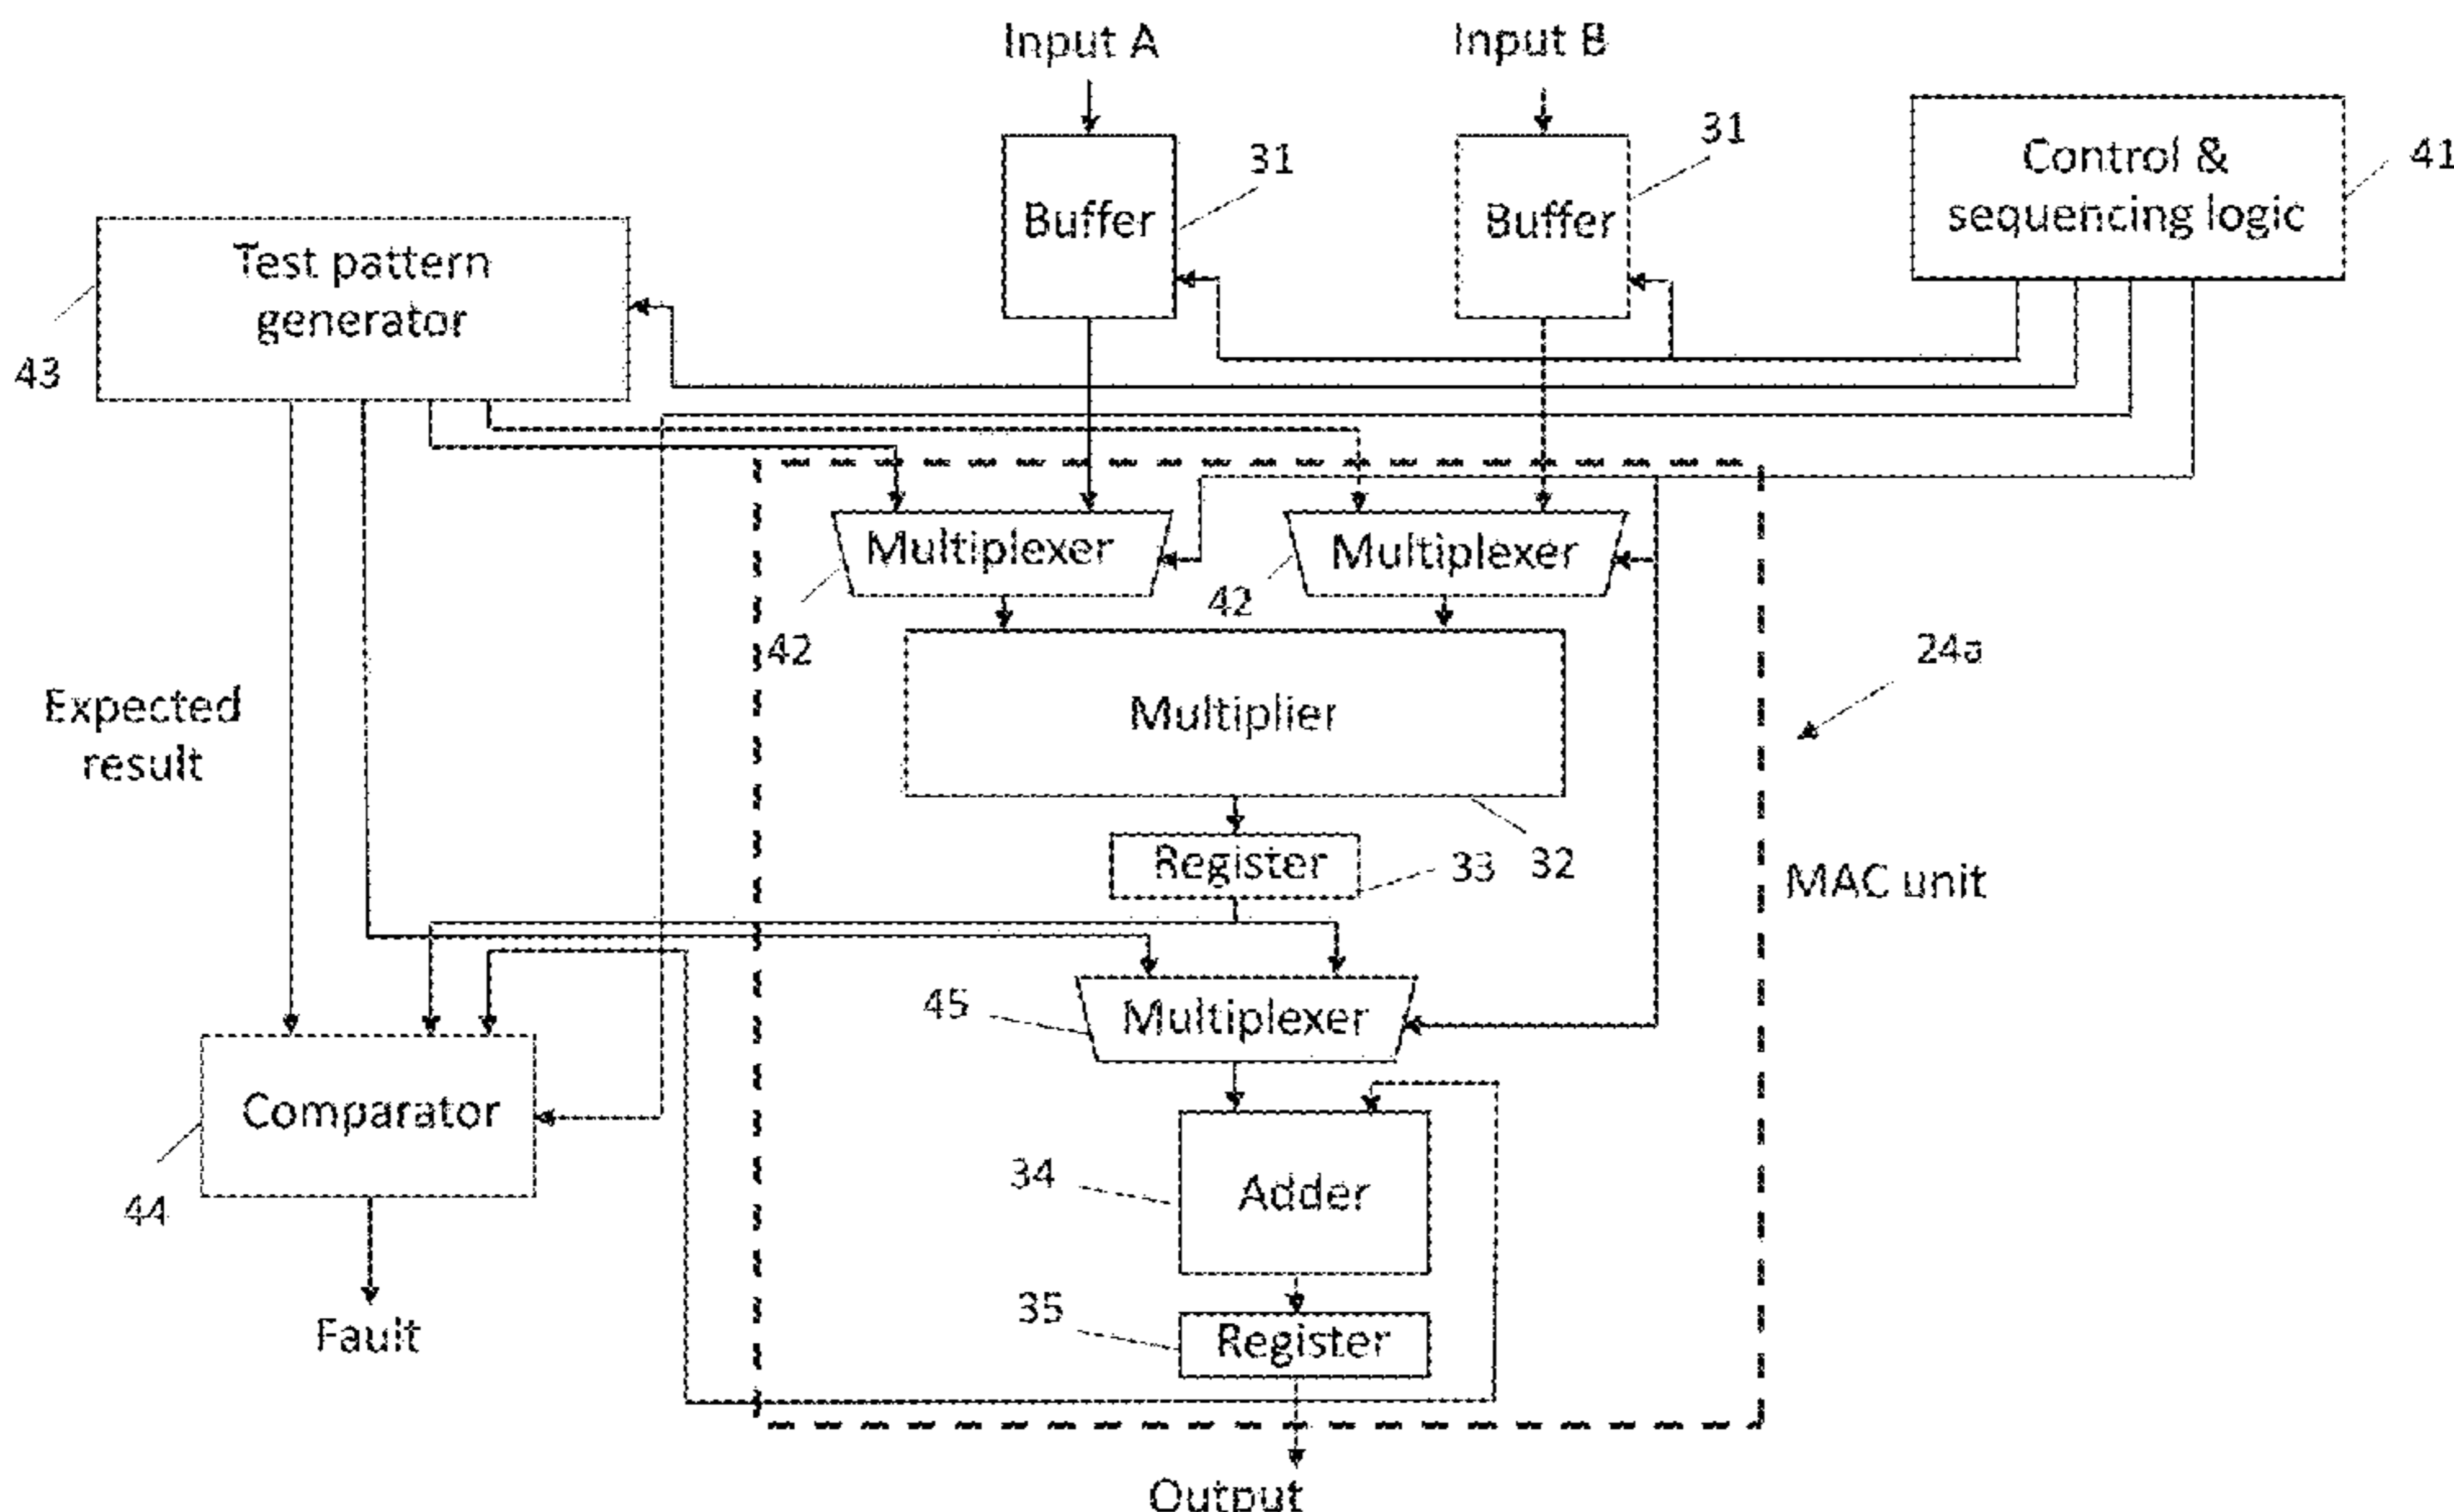 Input A
Input B
31
31
Buffer
Buffer
Control &
sequencing logic
41
Test pattern
generator
43
Multiplexer
42
Multiplexer
42
Multiplier
32
24a
Expected
result
Register
33
MAC unit
45
Multiplexer
Comparator
44
34
Adder
Fault
35
Register
Output